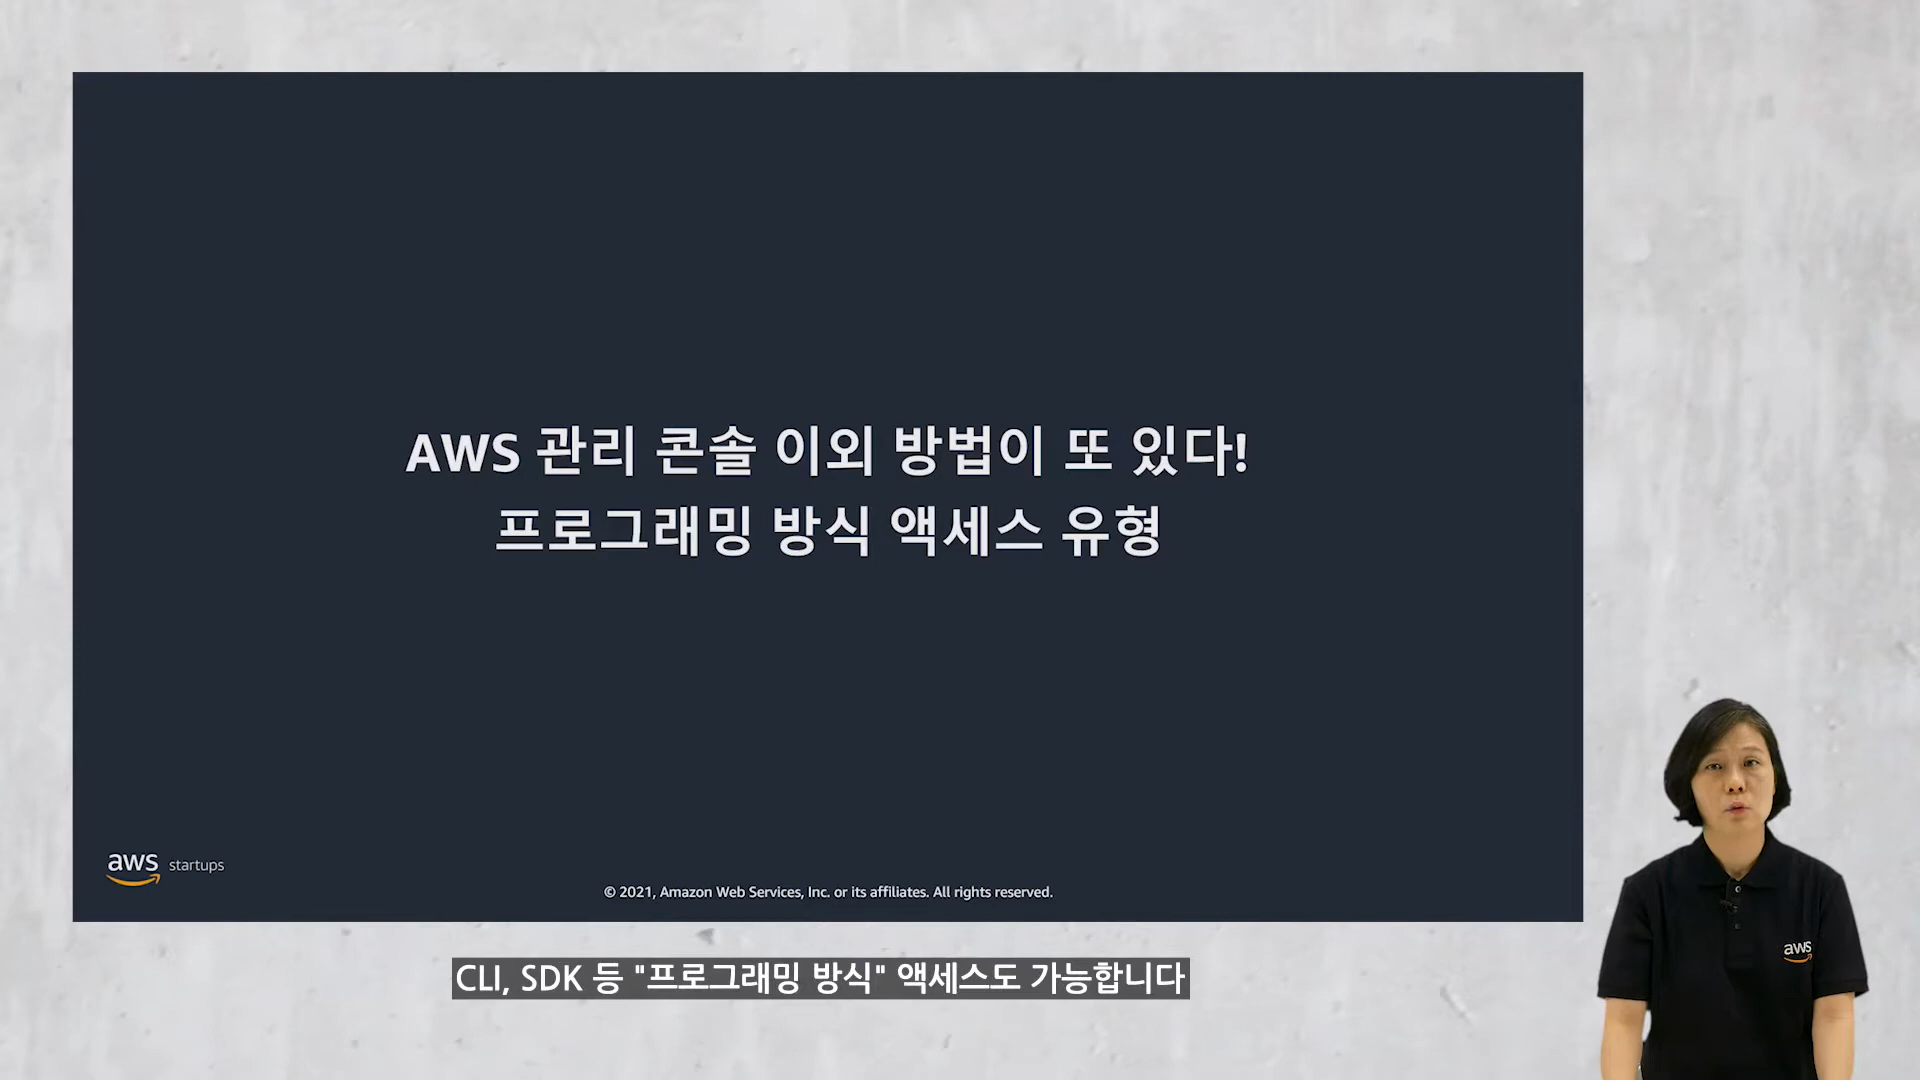 AWS 관리 콘솔 이외 방법이 또 있다!
프로그래밍 방식 액세스 유형
aws startups
© 2021, Amazon Web Services, Inc. or its affiliates. All rights reserved.
aws
CLI, SDK 등 "프로그래밍 방식" 액세스도 가능합니다